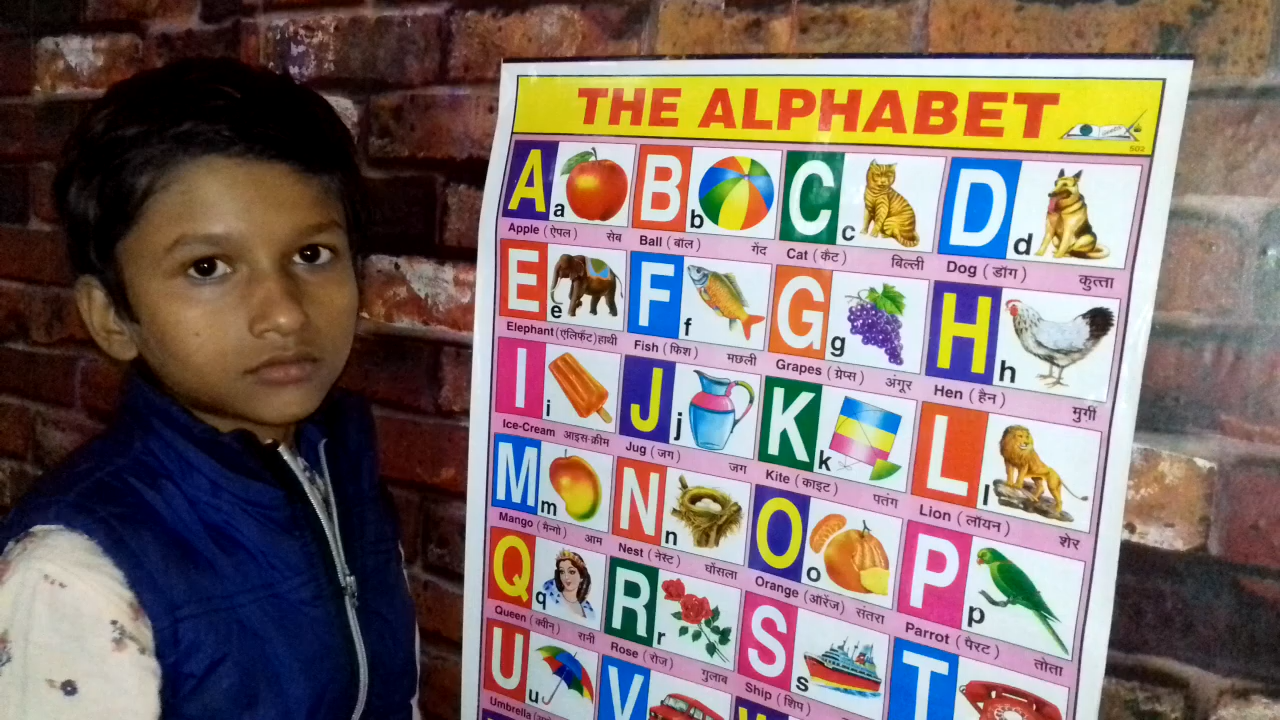 THE ALPHABET
502
A a B b C c D d
Apple (ऐपल) सेब Ball (बॉल) गेंद Cat (कैट) बिल्ली Dog (डॉग) कुत्ता
E e F f G g H h
Elephant (एलिफैंट) हाथी Fish (फिश) मछली Grapes (ग्रेप्स) अंगूर Hen (हैन) मुर्गी
I i J j K k L l
Ice-Cream आइस-क्रीम Jug (जग) जग Kite (काइट) पतंग Lion (लॉयन) शेर
M m N n O o P p
Mango (मैन्गो) आम Nest (नेस्ट) घोंसला Orange (ऑरेंज) संतरा Parrot (पैरट) तोता
Q q R r S s T
Queen (क्वीन) रानी Rose (रोज) गुलाब Ship (शिप)
U u V
Umbrella